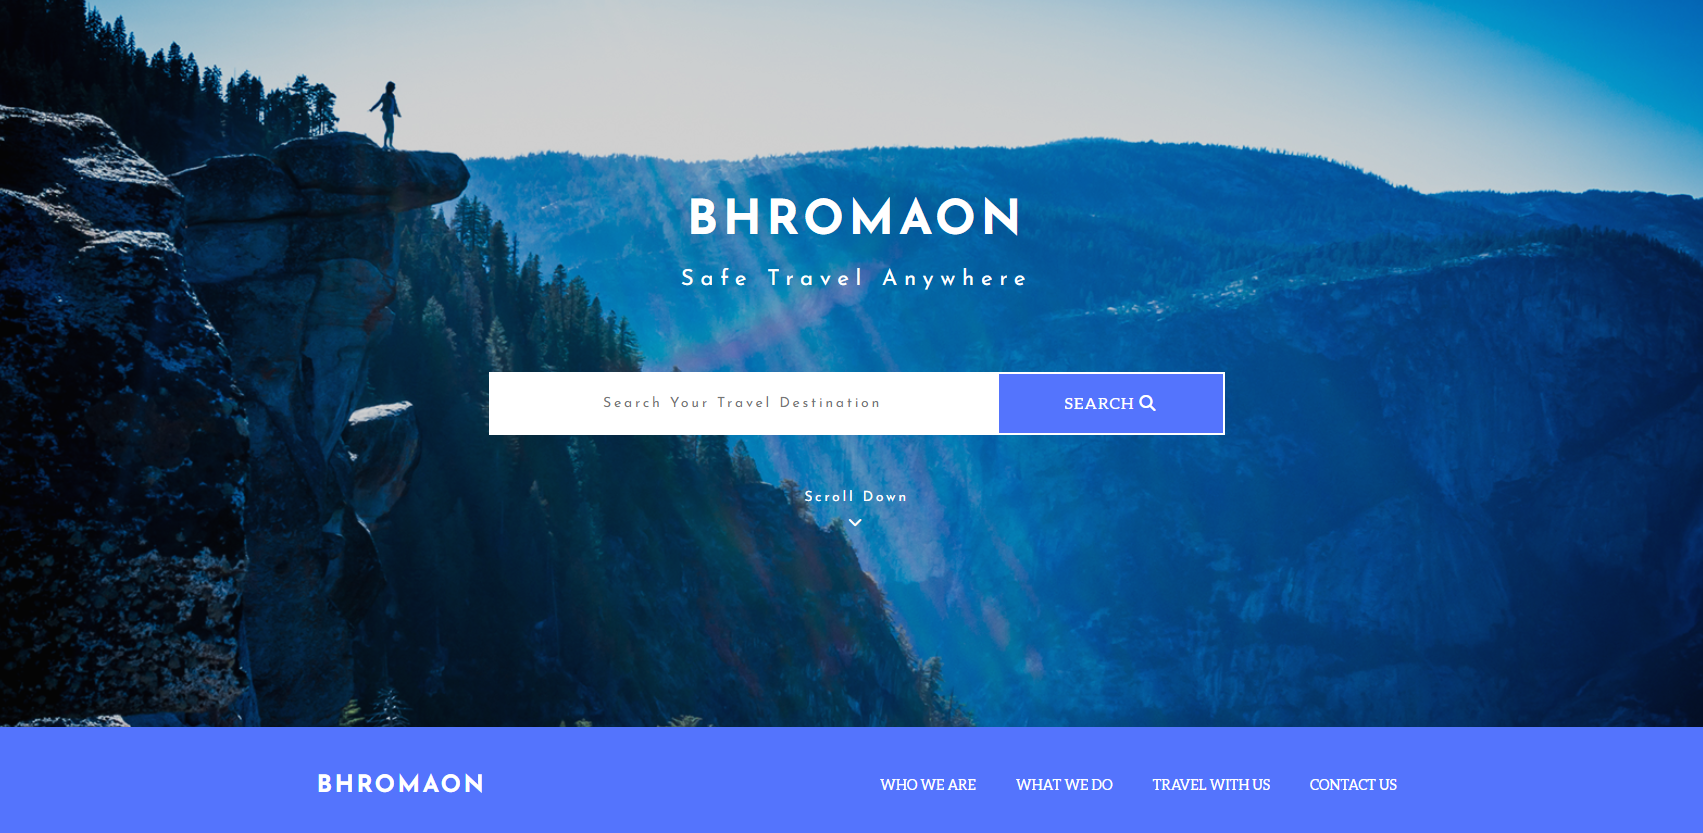 BHROMAON
Safe Travel Anywhere
Search Your Travel Destination
SEARCH
Scroll Down
BHROMAON
WHO WE ARE
WHAT WE DO
TRAVEL WITH US
CONTACT US